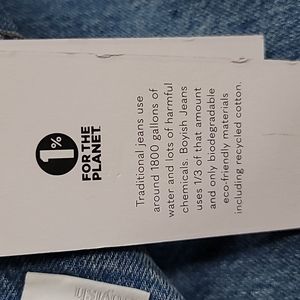 1%
FOR THE
PLANET
Traditional jeans use
around 1800 gallons of
water and lots of harmful
chemicals. Boyish Jeans
uses 1/3 of that amount
and only biodegradable
eco-friendly materials
including recycled cotton.